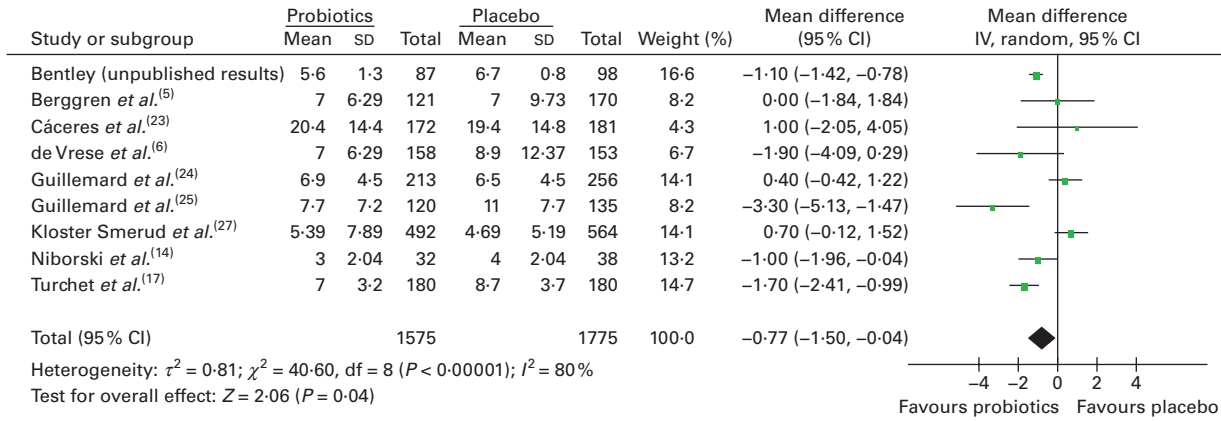 Probiotics Placebo Mean difference Mean difference
Study or subgroup Mean SD Total Mean SD Total Weight (%) (95 % CI) IV, random, 95 % CI
Bentley (unpublished results) 5·6 1·3 87 6·7 0·8 98 16·6 −1·10 (−1·42, −0·78)
Berggren et al.(5) 7 6·29 121 7 9·73 170 8·2 0·00 (−1·84, 1·84)
Cáceres et al.(23) 20·4 14·4 172 19·4 14·8 181 4·3 1·00 (−2·05, 4·05)
de Vrese et al.(6) 7 6·29 158 8·9 12·37 153 6·7 −1·90 (−4·09, 0·29)
Guillemard et al.(24) 6·9 4·5 213 6·5 4·5 256 14·1 0·40 (−0·42, 1·22)
Guillemard et al.(25) 7·7 7·2 120 11 7·7 135 8·2 −3·30 (−5·13, −1·47)
Kloster Smerud et al.(27) 5·39 7·89 492 4·69 5·19 564 14·1 0·70 (−0·12, 1·52)
Niborski et al.(14) 3 2·04 32 4 2·04 38 13·2 −1·00 (−1·96, −0·04)
Turchet et al.(17) 7 3·2 180 8·7 3·7 180 14·7 −1·70 (−2·41, −0·99)
Total (95 % CI) 1575 1775 100·0 −0·77 (−1·50, −0·04)
Heterogeneity: τ² = 0·81; χ² = 40·60, df = 8 (P < 0·00001); I² = 80 %
Test for overall effect: Z = 2·06 (P = 0·04)
−4 −2 0 2 4
Favours probiotics Favours placebo